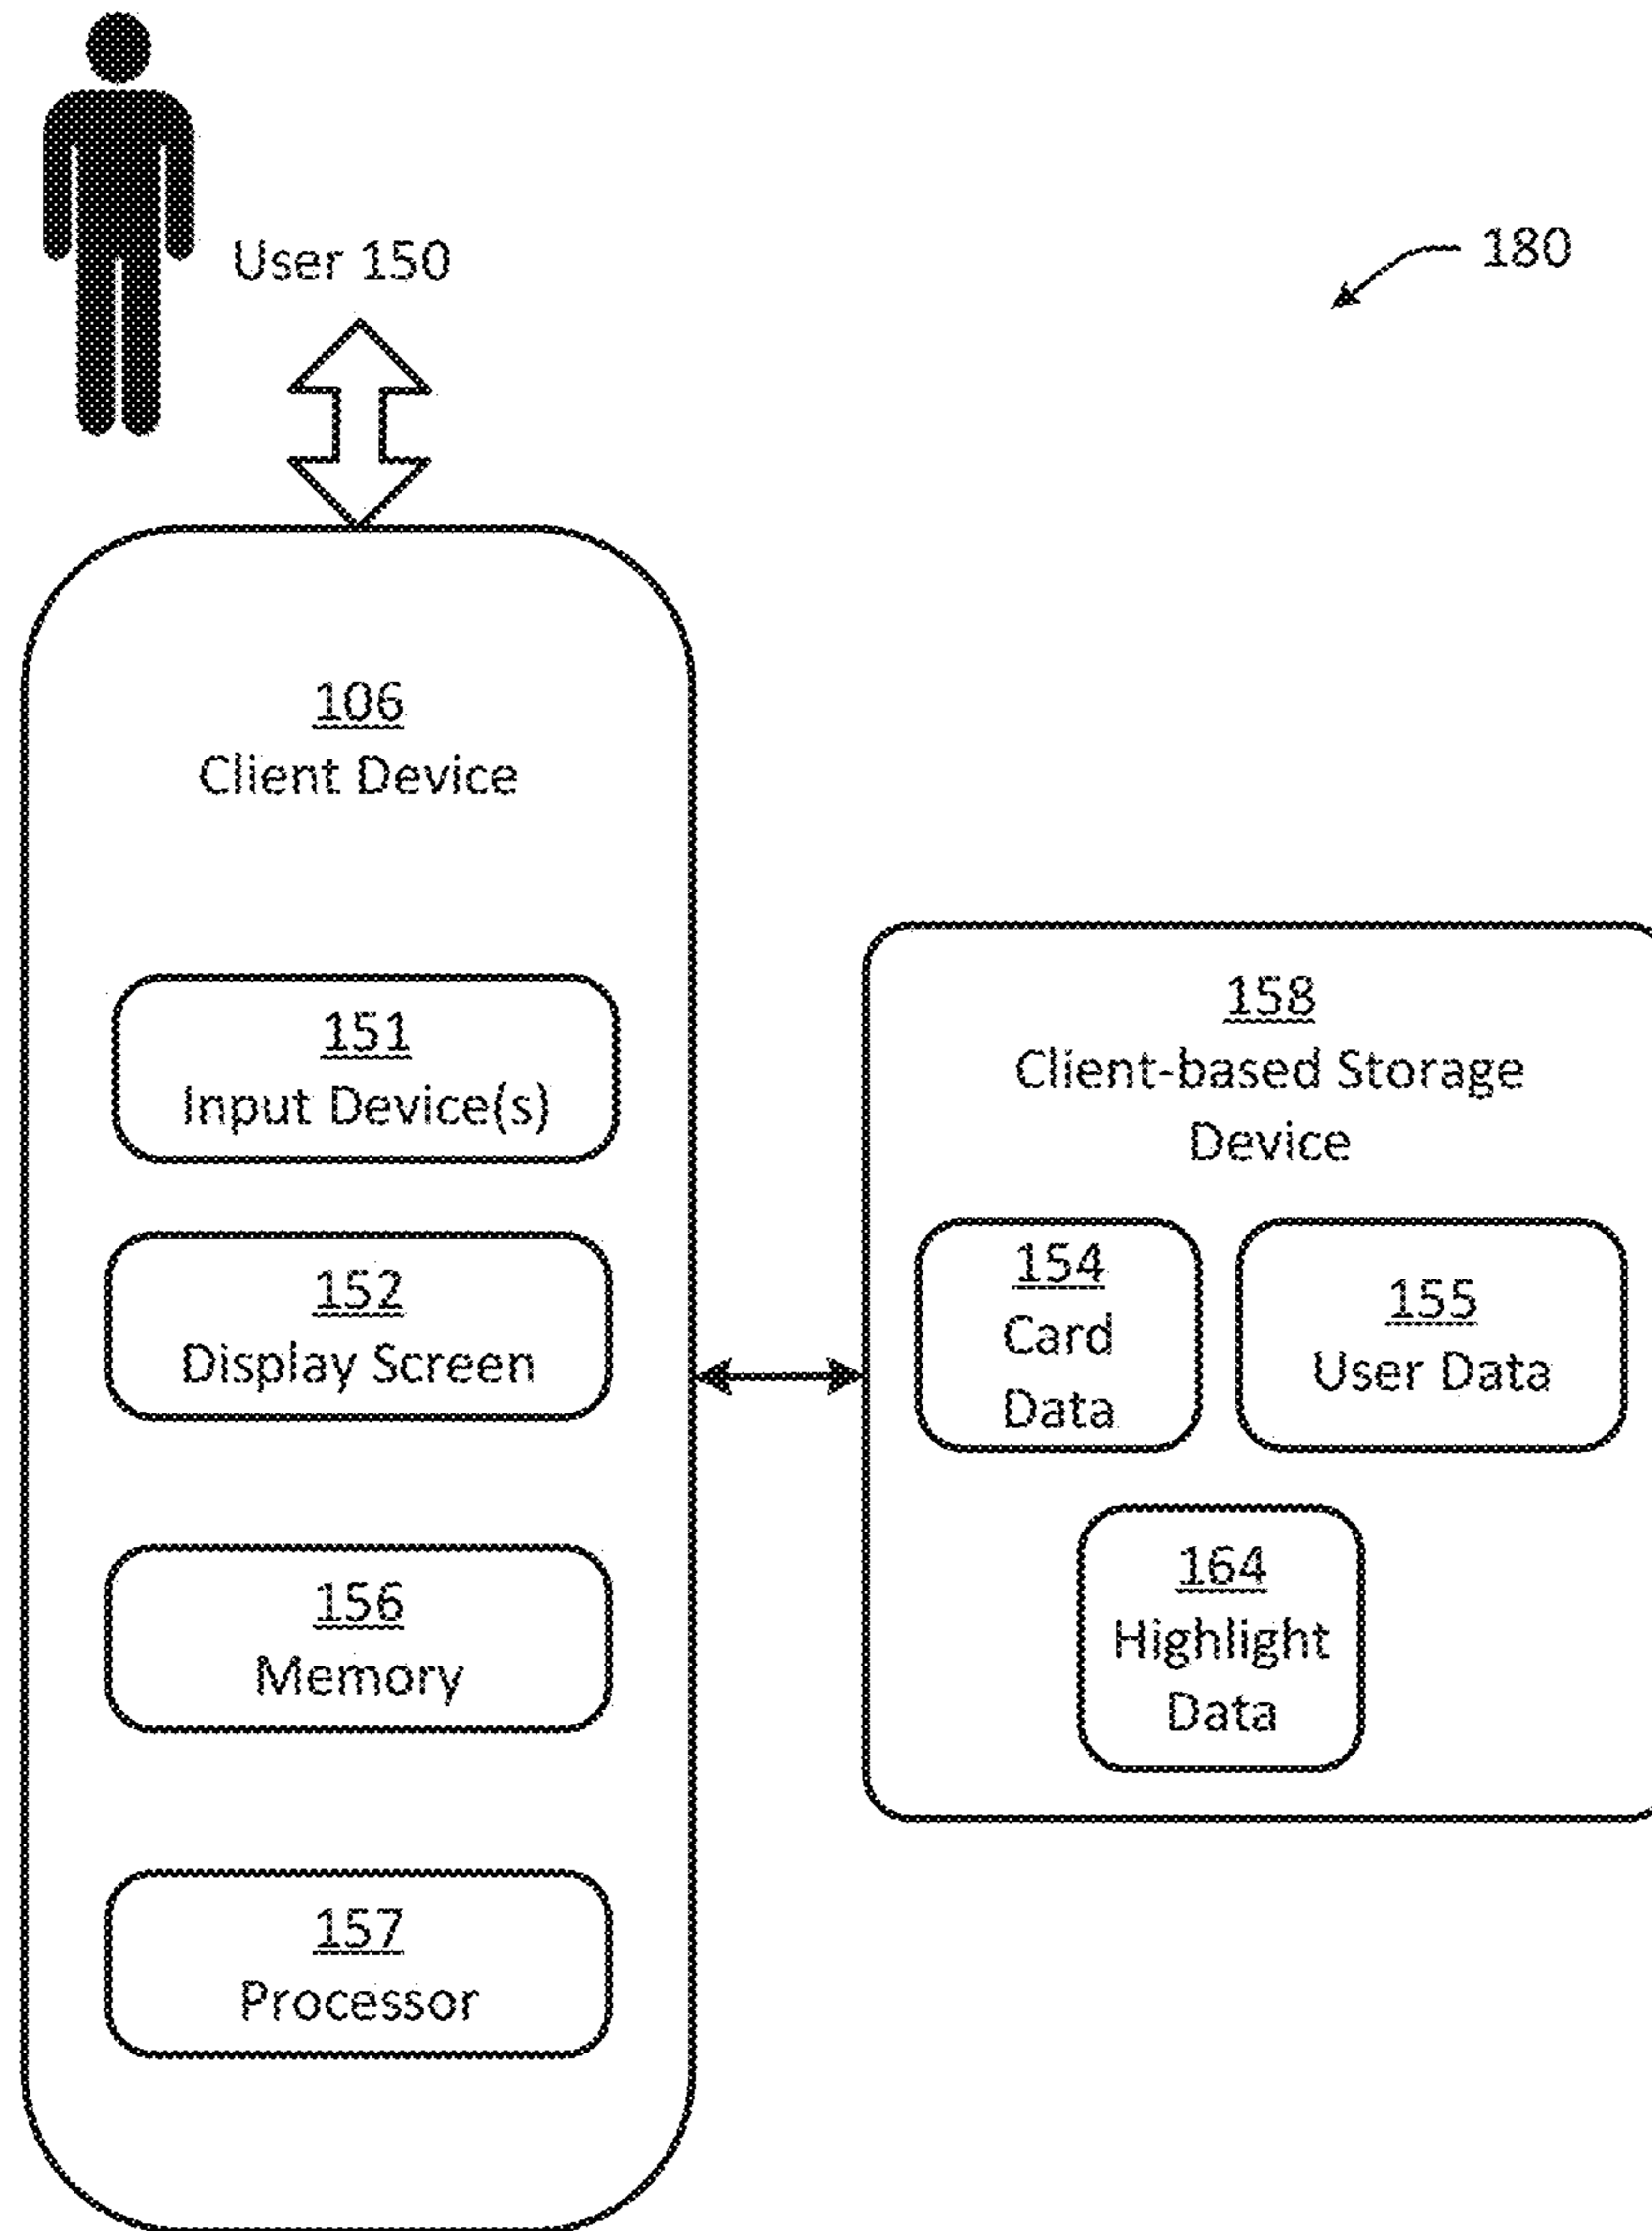 User 150
180
106
Client Device
151
Input Device(s)
152
Display Screen
156
Memory
157
Processor
158
Client-based Storage
Device
154
Card
Data
155
User Data
164
Highlight
Data